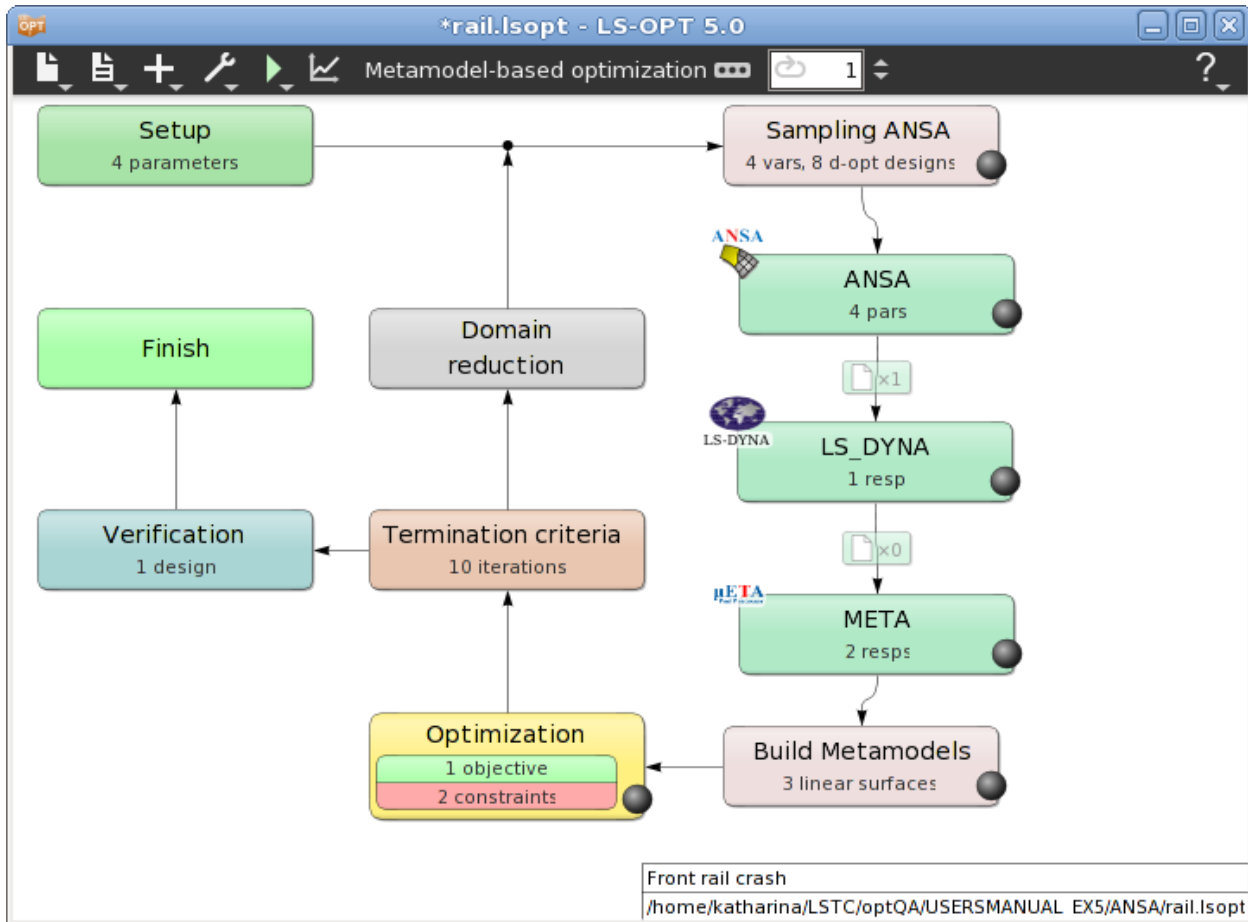 OPT
*rail.lsopt - LS-OPT 5.0
Metamodel-based optimization
1
?
Setup
4 parameters
Sampling ANSA
4 vars, 8 d-opt designs
ANSA
ANSA
4 pars
Finish
Domain
reduction
×1
LS-DYNA
LS_DYNA
1 resp
Verification
1 design
Termination criteria
10 iterations
×0
μETA
META
2 resps
Optimization
1 objective
2 constraints
Build Metamodels
3 linear surfaces
Front rail crash
/home/katharina/LSTC/optQA/USERSMANUAL_EX5/ANSA/rail.lsopt